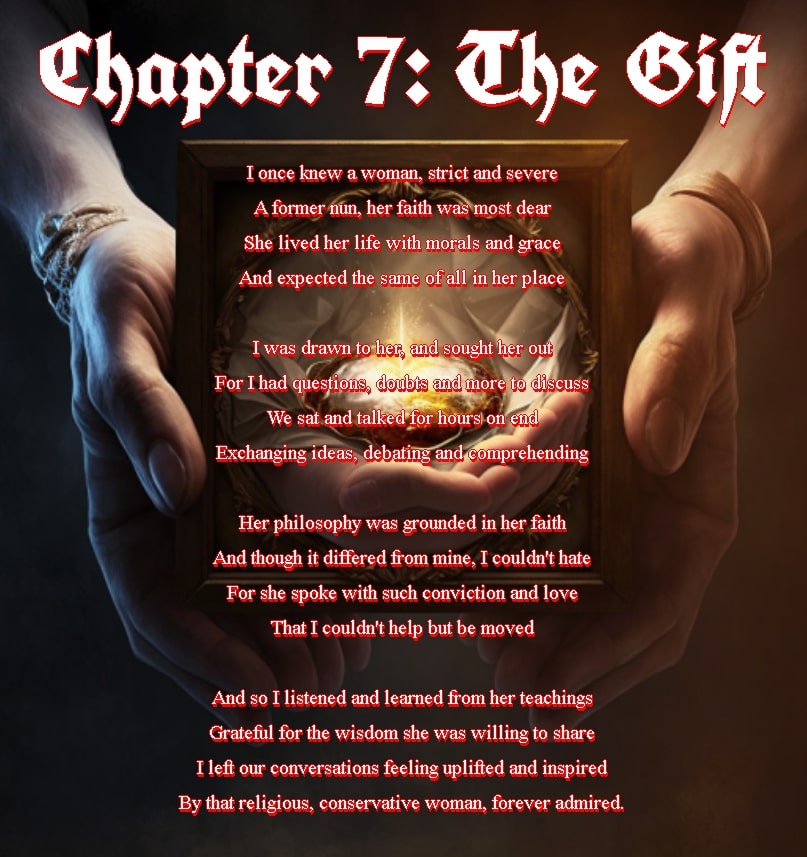 Chapter 7: The Gift
I once knew a woman, strict and severe
A former nun, her faith was most dear
She lived her life with morals and grace
And expected the same of all in her place
I was drawn to her, and sought her out
For I had questions, doubts and more to discuss
We sat and talked for hours on end
Exchanging ideas, debating and comprehending
Her philosophy was grounded in her faith
And though it differed from mine, I couldn't hate
For she spoke with such conviction and love
That I couldn't help but be moved
And so I listened and learned from her teachings
Grateful for the wisdom she was willing to share
I left our conversations feeling uplifted and inspired
By that religious, conservative woman, forever admired.